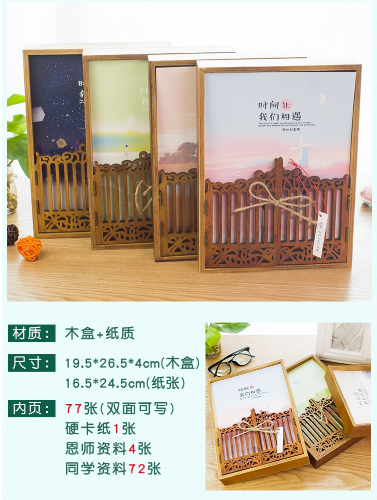 时间让
我们相遇
材质： 木盒+纸质
尺寸： 19.5*26.5*4cm(木盒)
16.5*24.5cm(纸张)
内页： 77张(双面可写)
硬卡纸1张
恩师资料4张
同学资料72张
时间让
我们相遇